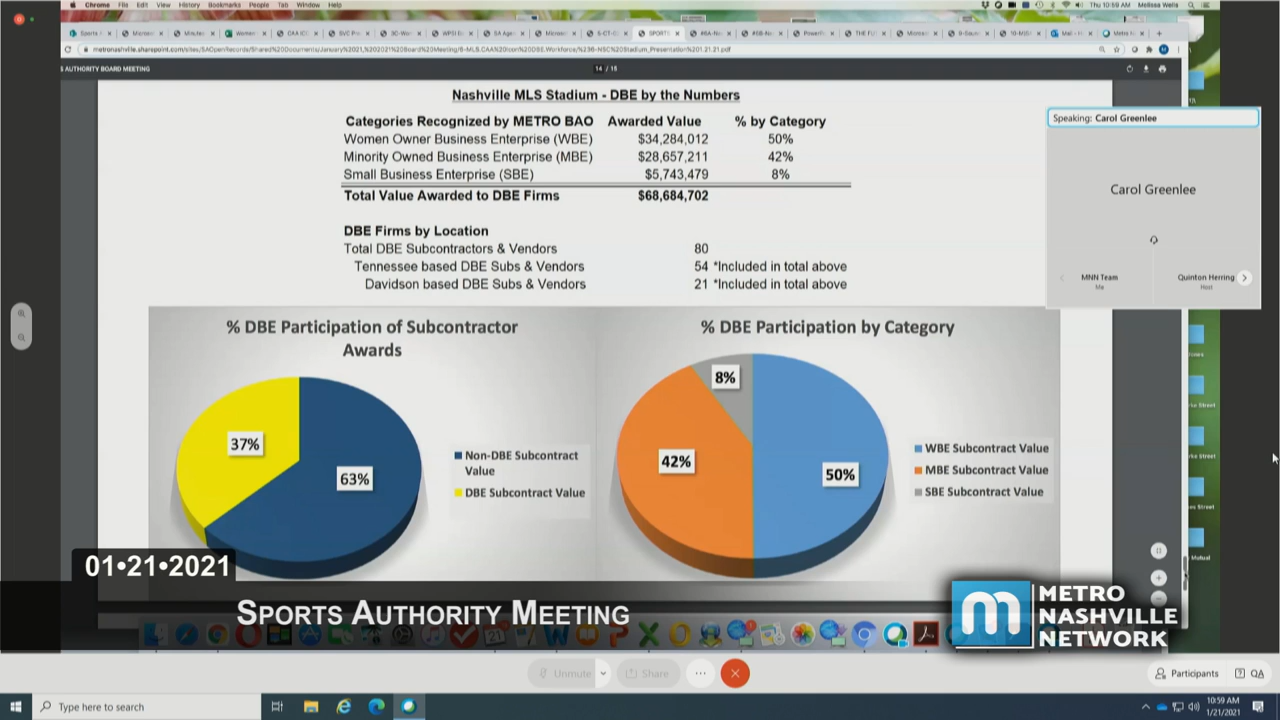 Chrome File Edit View History Bookmarks People Tab Window Help
Thu 10:59 AM Melissa Wells
S AUTHORITY BOARD MEETING
14 / 15
Nashville MLS Stadium - DBE by the Numbers
Categories Recognized by METRO BAO Awarded Value % by Category
Women Owner Business Enterprise (WBE) $34,284,012 50%
Minority Owned Business Enterprise (MBE) $28,657,211 42%
Small Business Enterprise (SBE) $5,743,479 8%
Total Value Awarded to DBE Firms $68,684,702
DBE Firms by Location
Total DBE Subcontractors & Vendors 80
Tennessee based DBE Subs & Vendors 54 *Included in total above
Davidson based DBE Subs & Vendors 21 *Included in total above
Speaking: Carol Greenlee
Carol Greenlee
MNN Team
Me
Quinton Herring
Host
% DBE Participation of Subcontractor
Awards
37%
63%
Non-DBE Subcontract
Value
DBE Subcontract Value
% DBE Participation by Category
8%
42%
50%
WBE Subcontract Value
MBE Subcontract Value
SBE Subcontract Value
01•21•2021
SPORTS AUTHORITY MEETING
METRO
NASHVILLE
NETWORK
Unmute
Share
Participants
QA
Type here to search
10:59 AM
1/21/2021